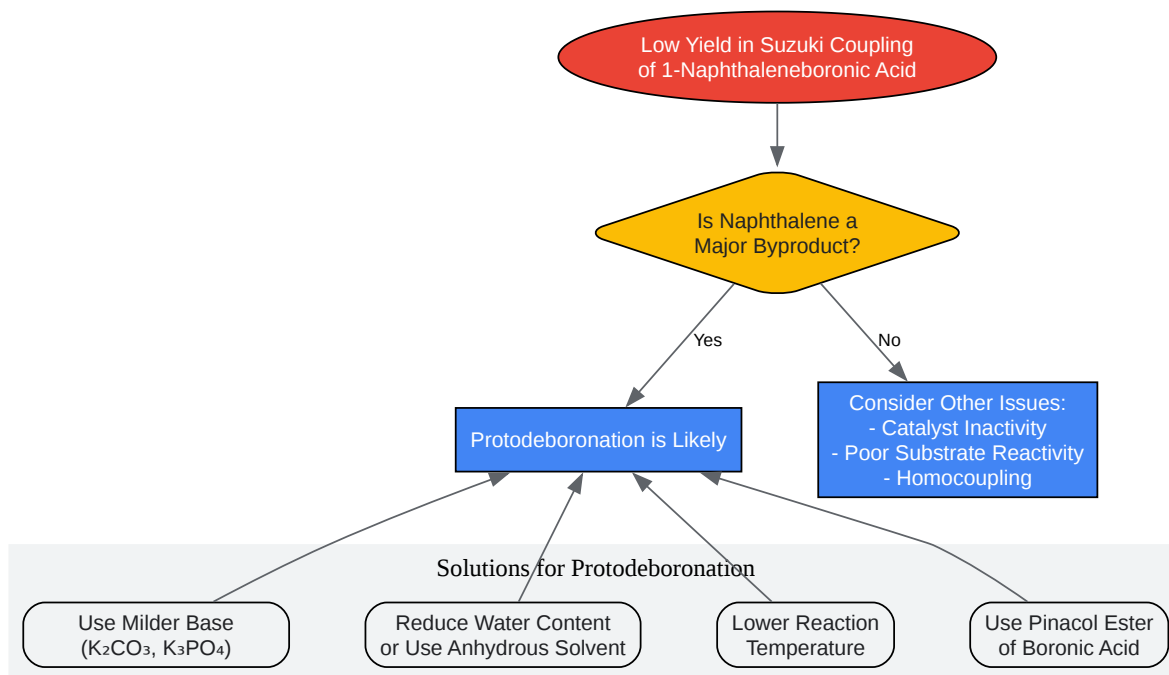 Low Yield in Suzuki Coupling
of 1-Naphthaleneboronic Acid
Is Naphthalene a
Major Byproduct?
Yes
No
Protodeboronation is Likely
Consider Other Issues:
- Catalyst Inactivity
- Poor Substrate Reactivity
- Homocoupling
Solutions for Protodeboronation
Use Milder Base
(K₂CO₃, K₃PO₄)
Reduce Water Content
or Use Anhydrous Solvent
Lower Reaction
Temperature
Use Pinacol Ester
of Boronic Acid